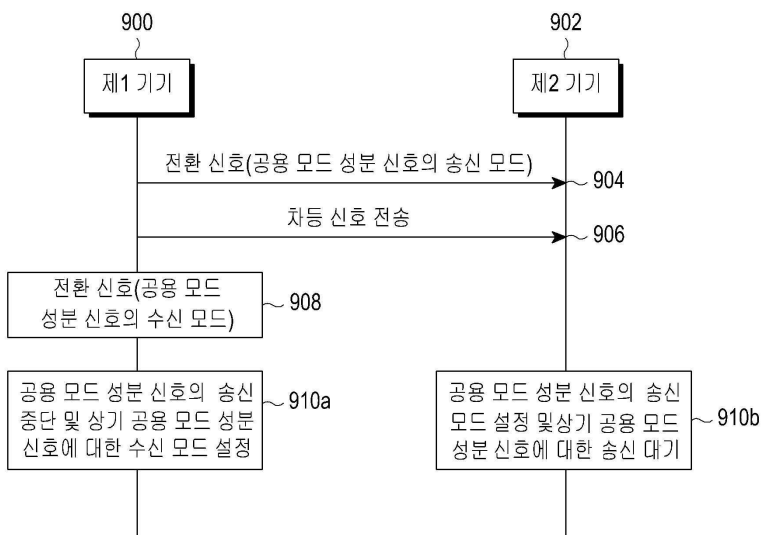 900
902
제1 기기
제2 기기
전환 신호(공용 모드 성분 신호의 송신 모드)
904
차등 신호 전송
906
전환 신호(공용 모드
성분 신호의 수신 모드)
908
공용 모드 성분 신호의 송신
중단 및 상기 공용 모드 성분
신호에 대한 수신 모드 설정
910a
공용 모드 성분 신호의 송신
모드 설정 및상기 공용 모드
성분 신호에 대한 송신 대기
910b